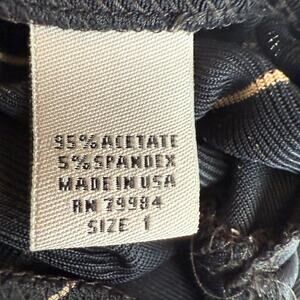 95% ACETATE
5% SPANDEX
MADE IN USA
RN 79984
SIZE 1